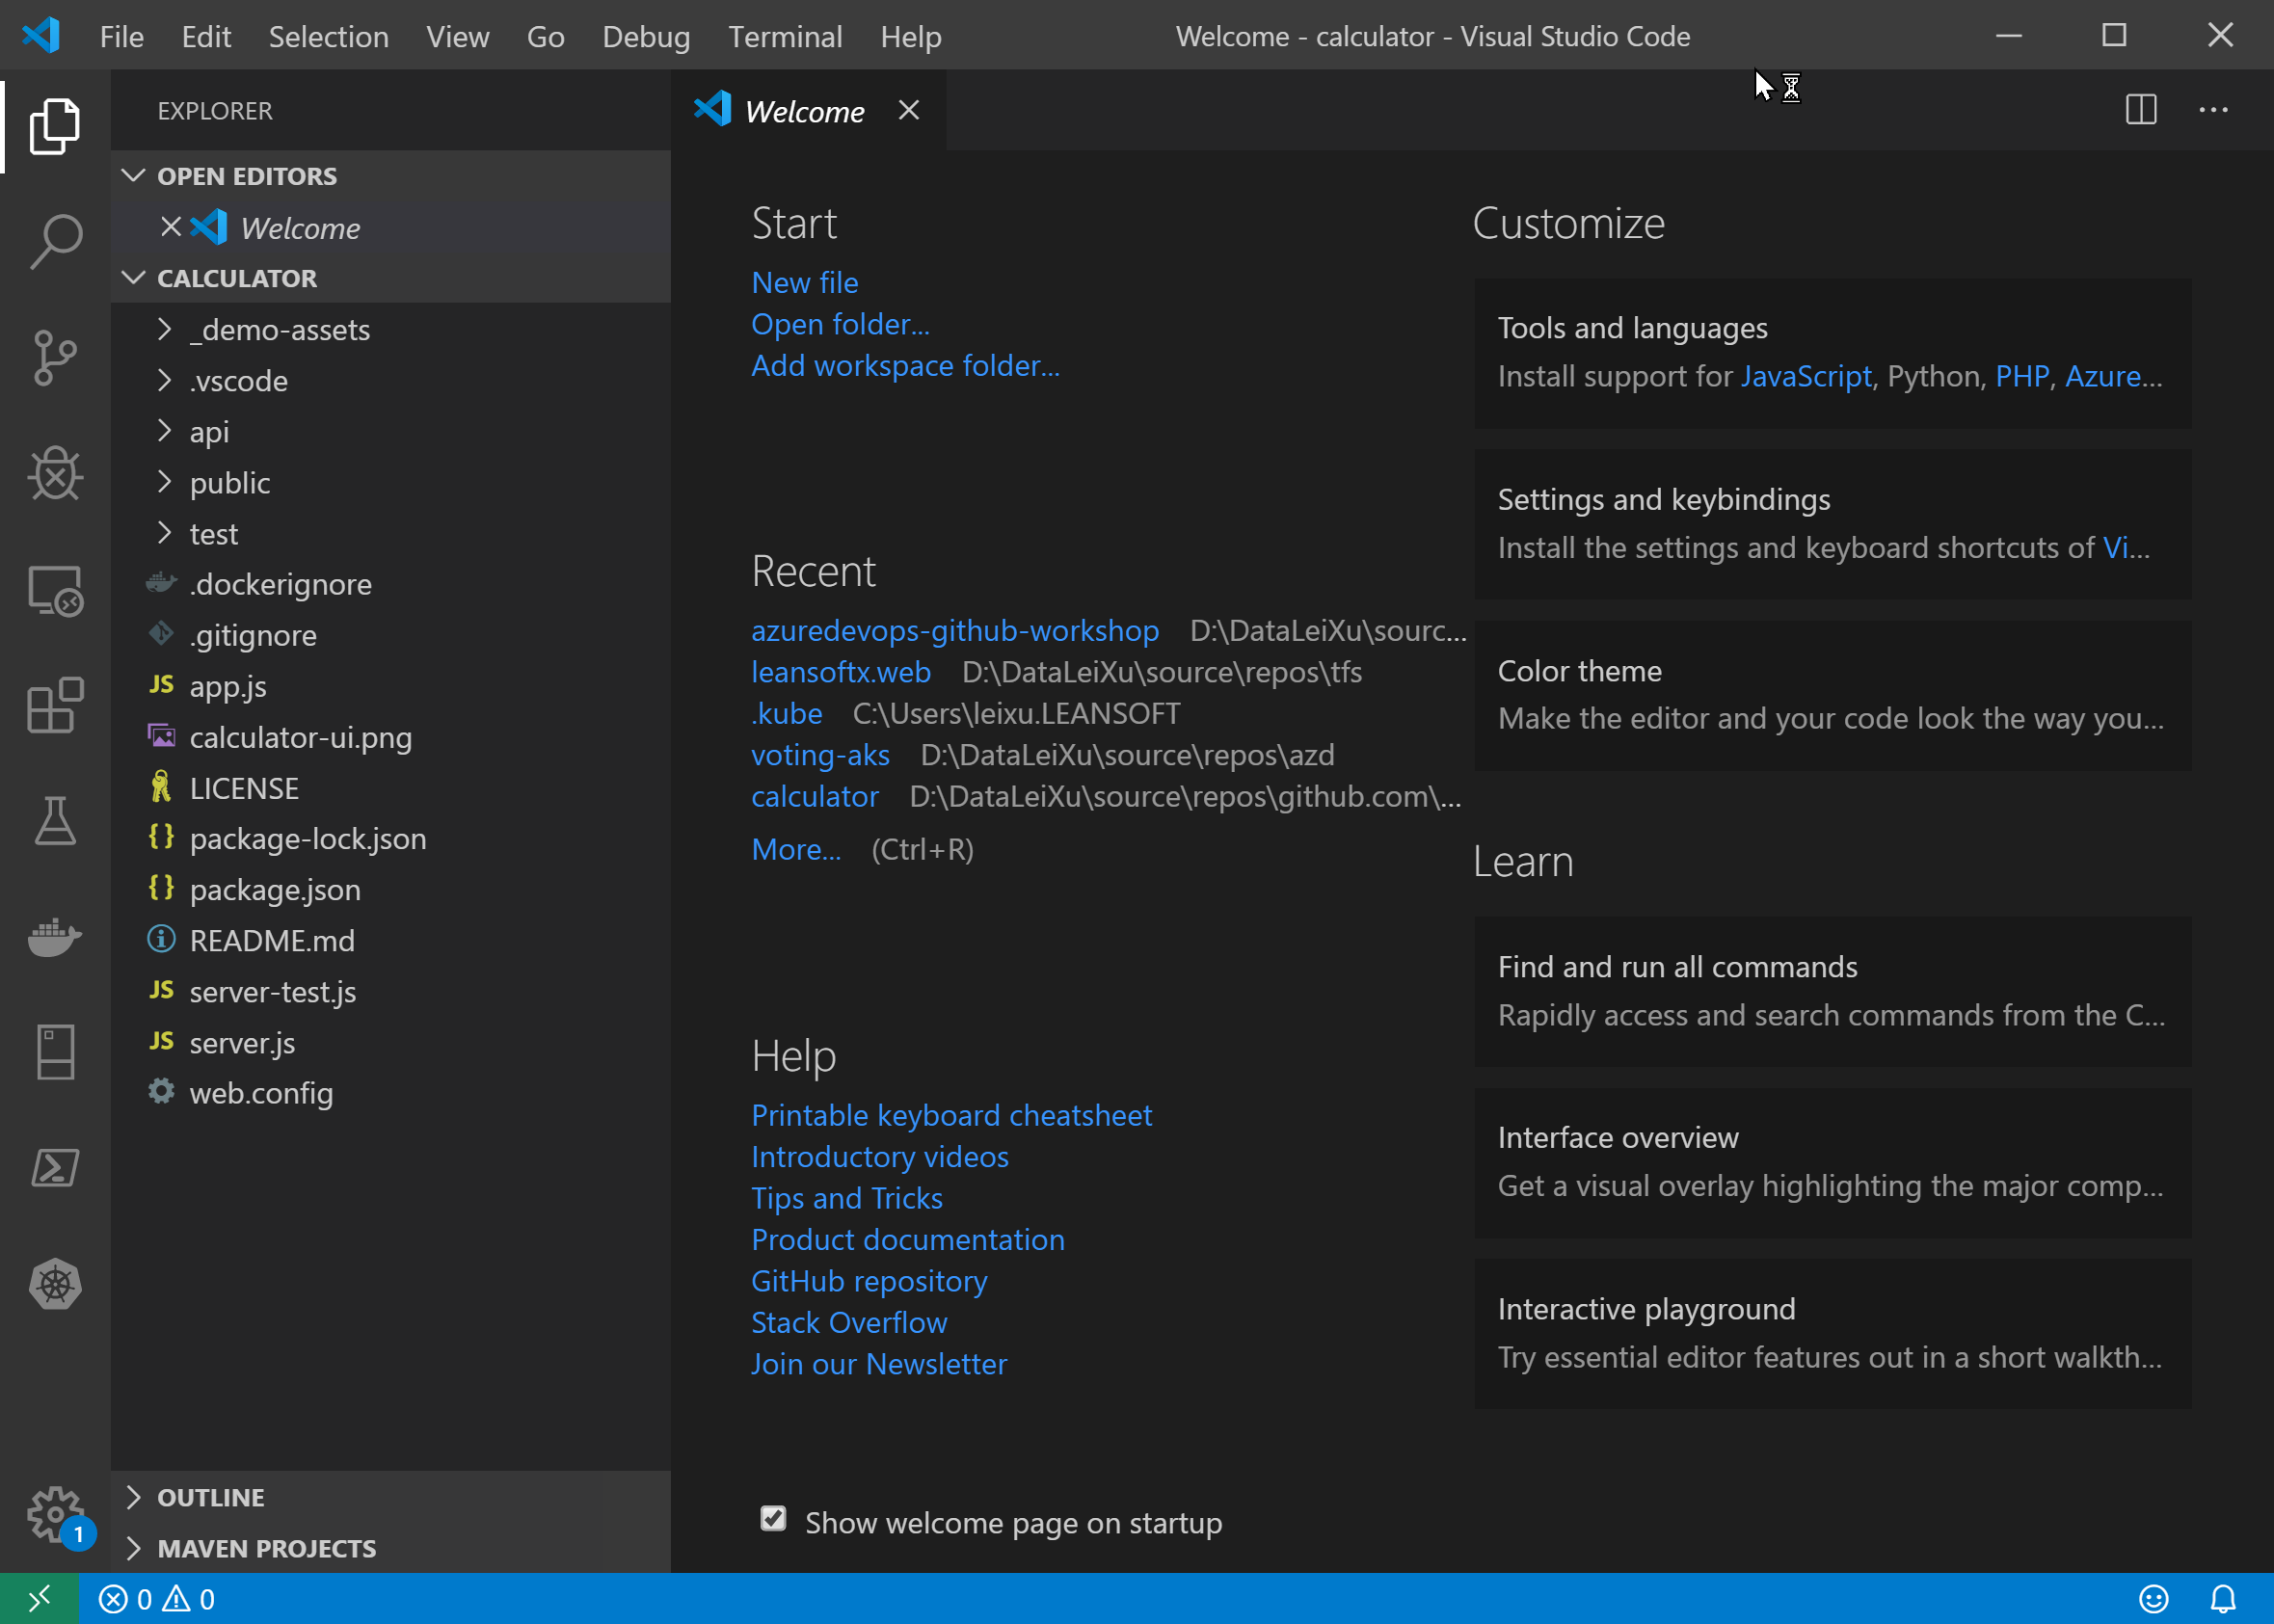 File Edit Selection View Go Debug Terminal Help Welcome - calculator - Visual Studio Code
EXPLORER
OPEN EDITORS
Welcome
CALCULATOR
_demo-assets
.vscode
api
public
test
.dockerignore
.gitignore
JS app.js
calculator-ui.png
LICENSE
{} package-lock.json
{} package.json
README.md
JS server-test.js
JS server.js
web.config
OUTLINE
MAVEN PROJECTS
Welcome
Start
New file
Open folder...
Add workspace folder...
Recent
azuredevops-github-workshop D:\DataLeiXu\sourc...
leansoftx.web D:\DataLeiXu\source\repos\tfs
.kube C:\Users\leixu.LEANSOFT
voting-aks D:\DataLeiXu\source\repos\azd
calculator D:\DataLeiXu\source\repos\github.com\...
More... (Ctrl+R)
Help
Printable keyboard cheatsheet
Introductory videos
Tips and Tricks
Product documentation
GitHub repository
Stack Overflow
Join our Newsletter
Show welcome page on startup
Customize
Tools and languages
Install support for JavaScript, Python, PHP, Azure...
Settings and keybindings
Install the settings and keyboard shortcuts of Vi...
Color theme
Make the editor and your code look the way you...
Learn
Find and run all commands
Rapidly access and search commands from the C...
Interface overview
Get a visual overlay highlighting the major comp...
Interactive playground
Try essential editor features out in a short walkth...
1
0 0